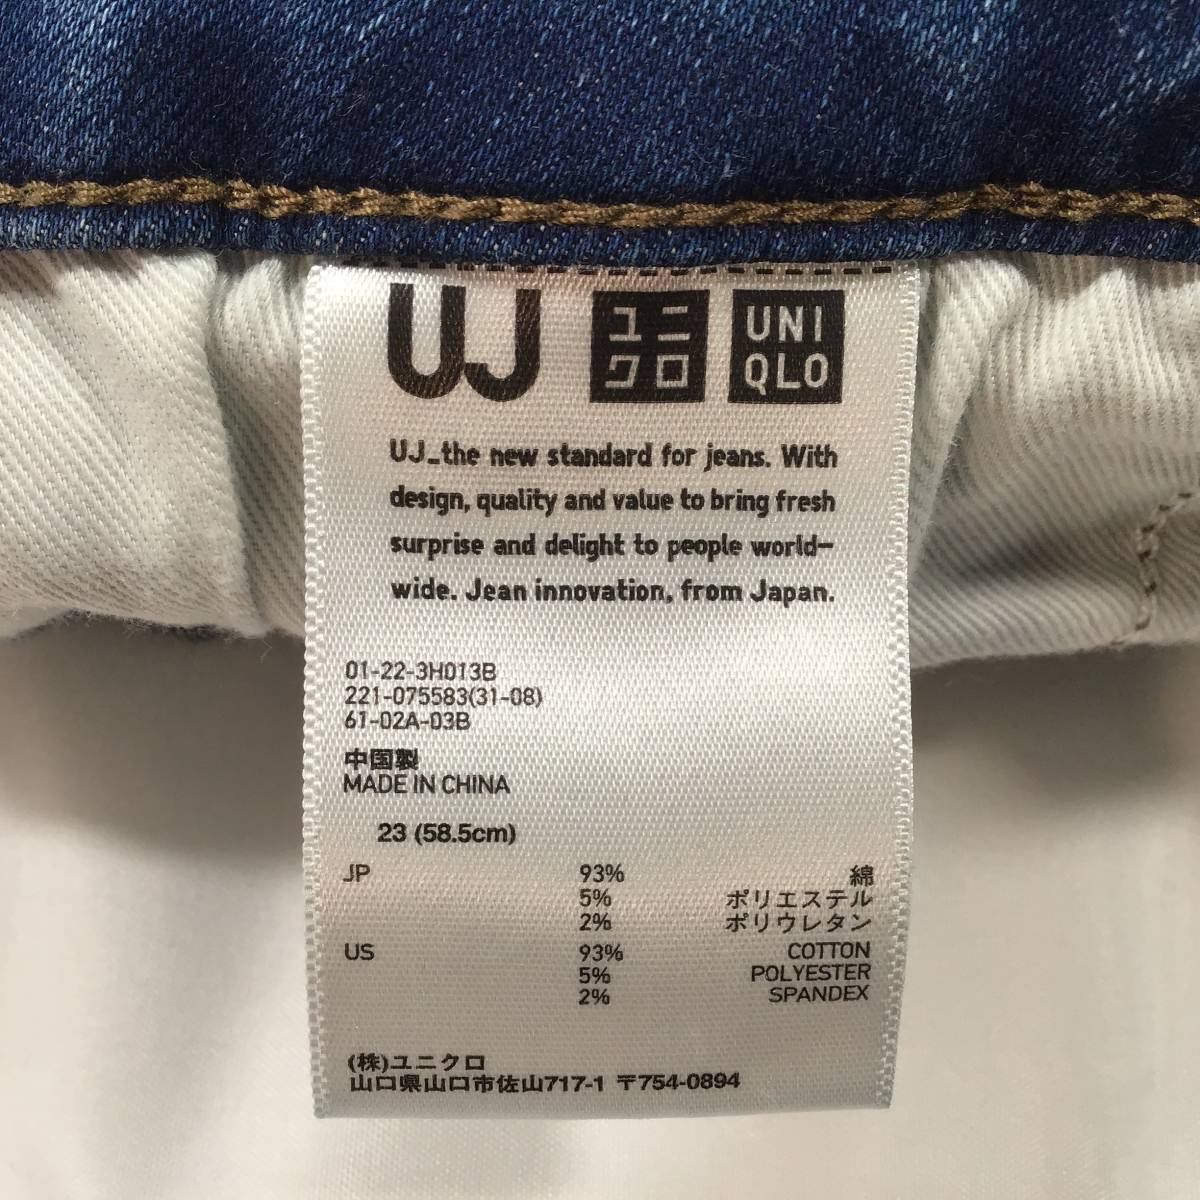 UJ ユニクロ UNIQLO
UJ_the new standard for jeans. With
design, quality and value to bring fresh
surprise and delight to people world-
wide. Jean innovation, from Japan.
01-22-3H013B
221-075583(31-08)
61-02A-03B
中国製
MADE IN CHINA
23 (58.5cm)
JP 93% 綿
5% ポリエステル
2% ポリウレタン
US 93% COTTON
5% POLYESTER
2% SPANDEX
(株)ユニクロ
山口県山口市佐山717-1 〒754-0894